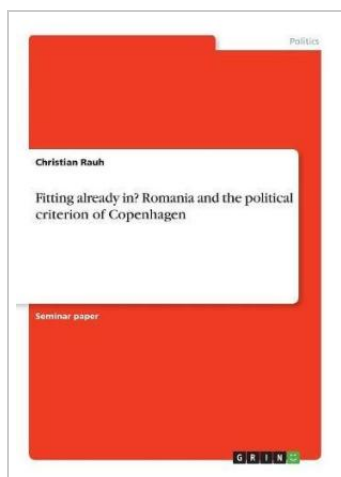 Politics
Christian Rauh
Fitting already in? Romania and the political
criterion of Copenhagen
Seminar paper
GRIN